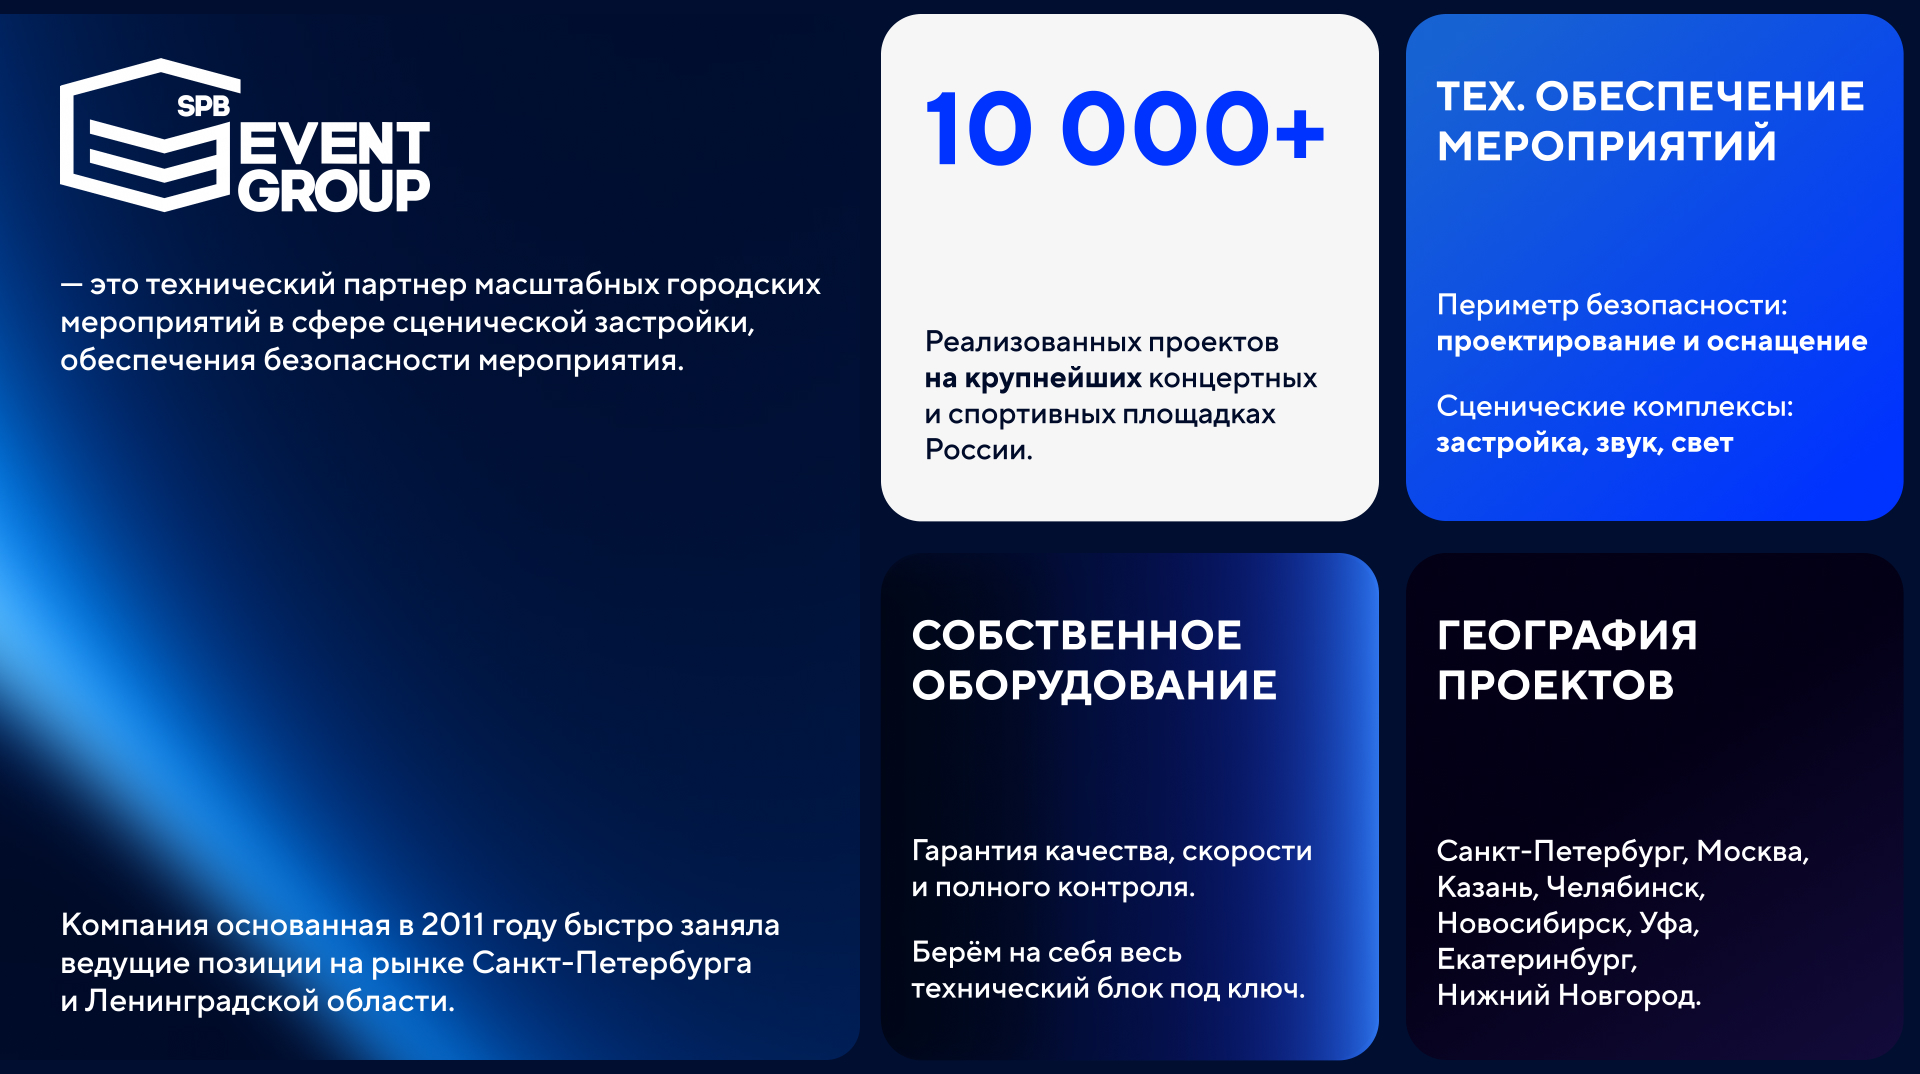 SPB
EVENT
GROUP
— это технический партнер масштабных городских
мероприятий в сфере сценической застройки,
обеспечения безопасности мероприятия.
Компания основанная в 2011 году быстро заняла
ведущие позиции на рынке Санкт-Петербурга
и Ленинградской области.
10 000+
Реализованных проектов
на крупнейших концертных
и спортивных площадках
России.
ТЕХ. ОБЕСПЕЧЕНИЕ
МЕРОПРИЯТИЙ
Периметр безопасности:
проектирование и оснащение
Сценические комплексы:
застройка, звук, свет
СОБСТВЕННОЕ
ОБОРУДОВАНИЕ
Гарантия качества, скорости
и полного контроля.
Берём на себя весь
технический блок под ключ.
ГЕОГРАФИЯ
ПРОЕКТОВ
Санкт-Петербург, Москва,
Казань, Челябинск,
Новосибирск, Уфа,
Екатеринбург,
Нижний Новгород.